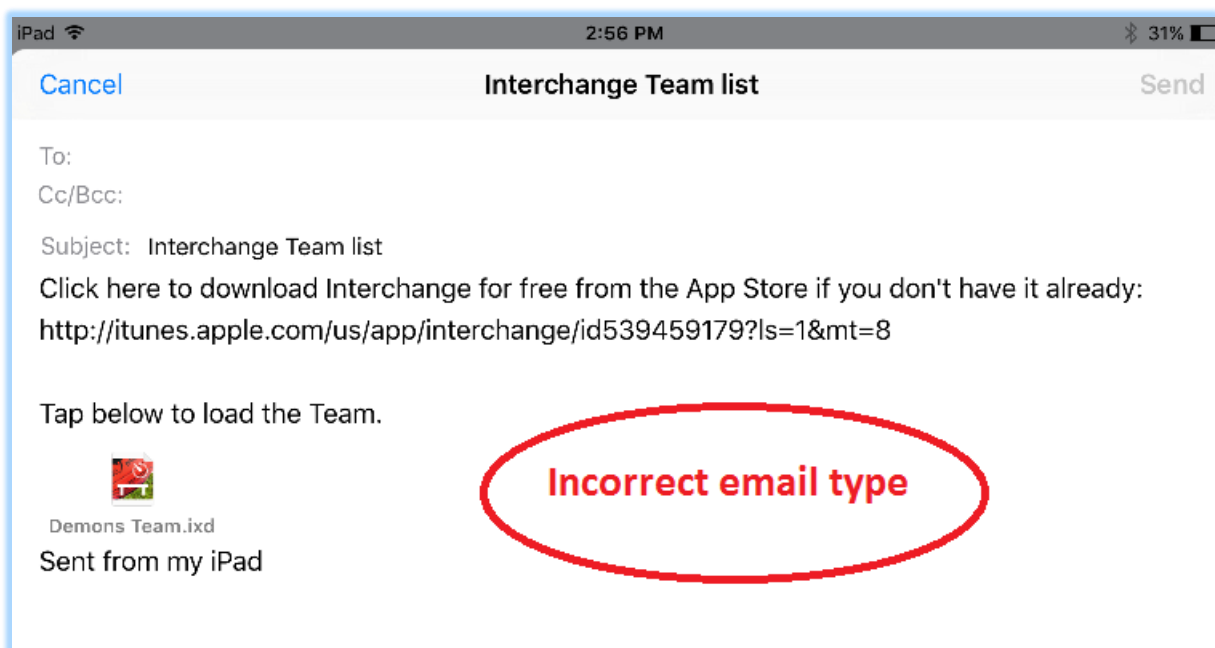 iPad 2:56 PM 31%
Cancel Interchange Team list Send
To:
Cc/Bcc:
Subject: Interchange Team list
Click here to download Interchange for free from the App Store if you don't have it already:
http://itunes.apple.com/us/app/interchange/id539459179?ls=1&mt=8
Tap below to load the Team.
Incorrect email type
Demons Team.ixd
Sent from my iPad